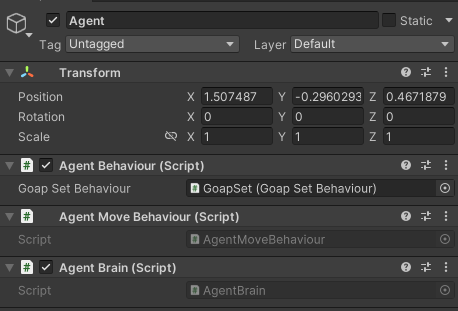 Agent Static
Tag Untagged Layer Default
Transform
Position X 1.507487 Y -0.2960293 Z 0.4671879
Rotation X 0 Y 0 Z 0
Scale X 1 Y 1 Z 1
# Agent Behaviour (Script)
Goap Set Behaviour # GoapSet (Goap Set Behaviour)
# Agent Move Behaviour (Script)
Script # AgentMoveBehaviour
# Agent Brain (Script)
Script # AgentBrain